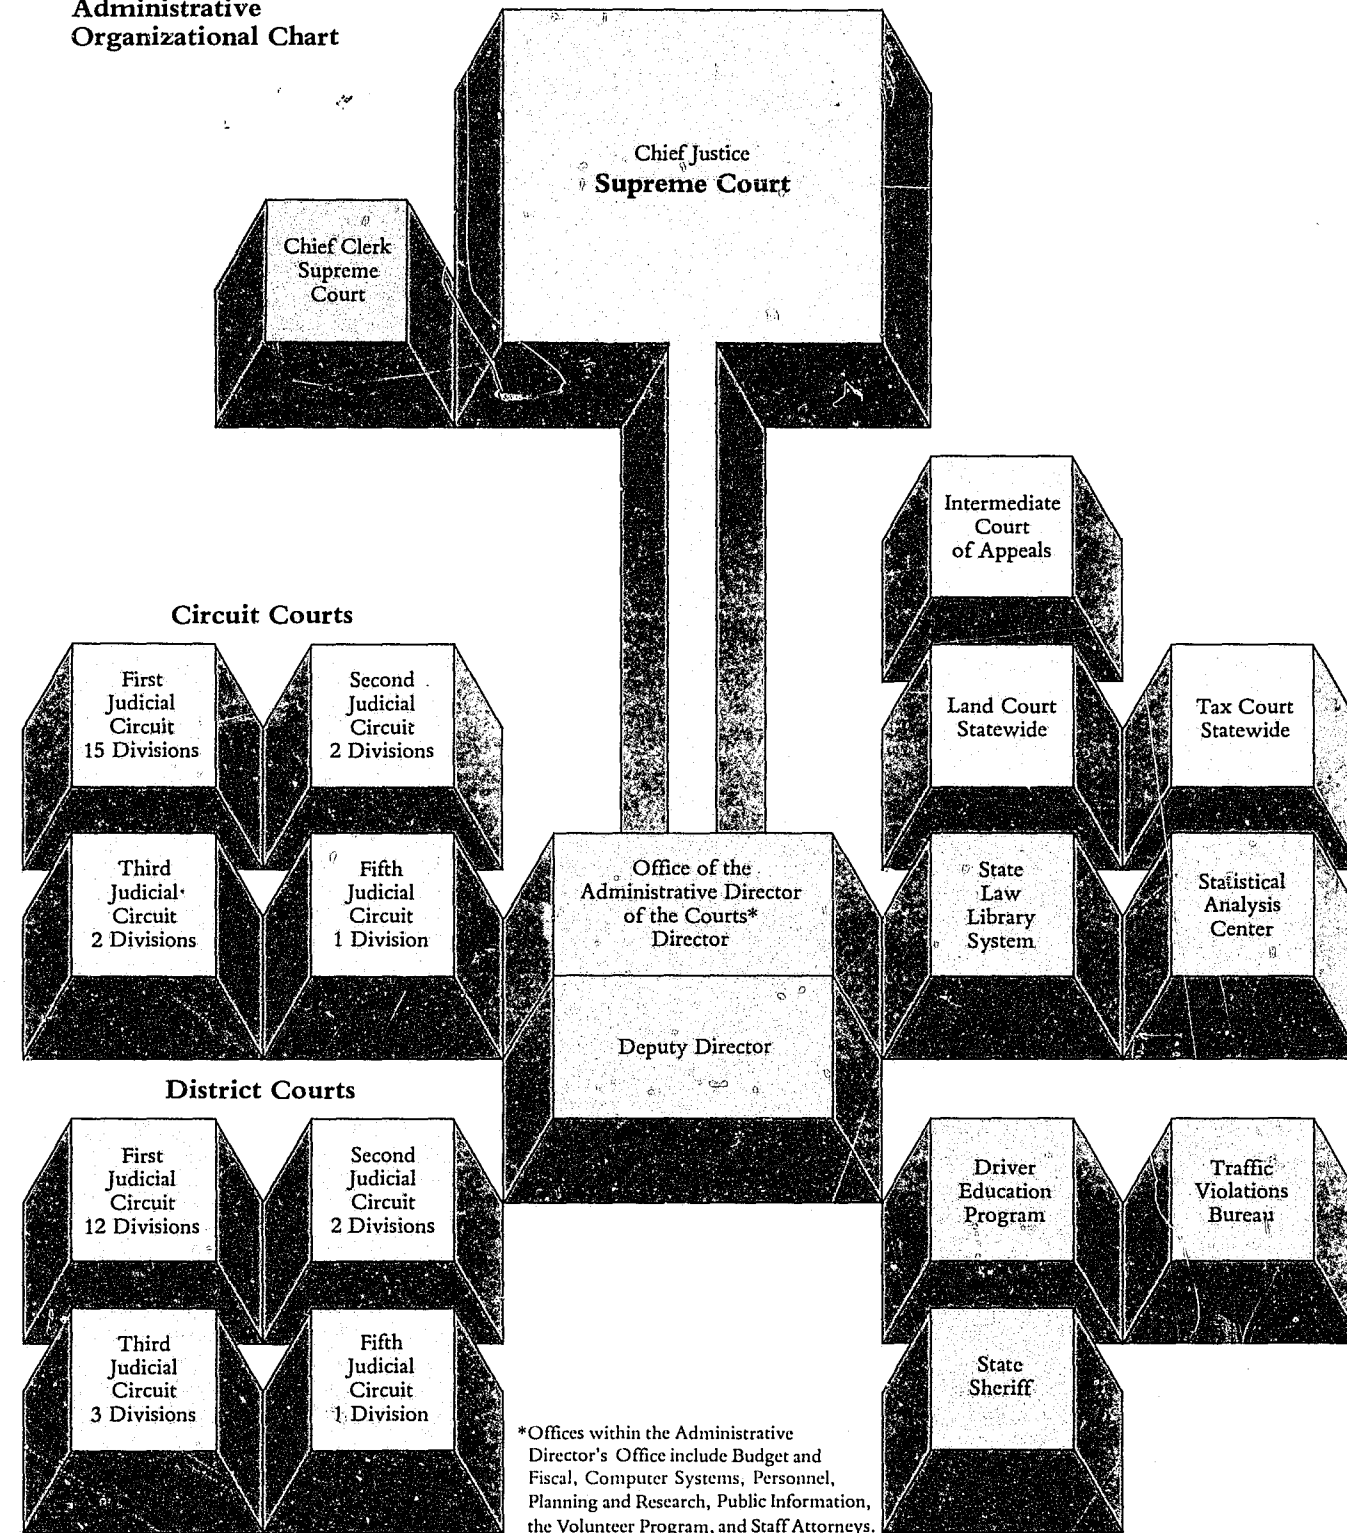 Administrative
Organizational Chart
Chief Justice
Supreme Court
Chief Clerk
Supreme
Court
Intermediate
Court
of Appeals
Circuit Courts
First
Judicial
Circuit
15 Divisions
Second
Judicial
Circuit
2 Divisions
Land Court
Statewide
Tax Court
Statewide
Third
Judicial
Circuit
2 Divisions
Fifth
Judicial
Circuit
1 Division
Office of the
Administrative Director
of the Courts*
Director
State
Law
Library
System
Statistical
Analysis
Center
Deputy Director
District Courts
First
Judicial
Circuit
12 Divisions
Second
Judicial
Circuit
2 Divisions
Driver
Education
Program
Traffic
Violations
Bureau
Third
Judicial
Circuit
3 Divisions
Fifth
Judicial
Circuit
1 Division
State
Sheriff
*Offices within the Administrative
Director's Office include Budget and
Fiscal, Computer Systems, Personnel,
Planning and Research, Public Information,
the Volunteer Program, and Staff Attorneys.